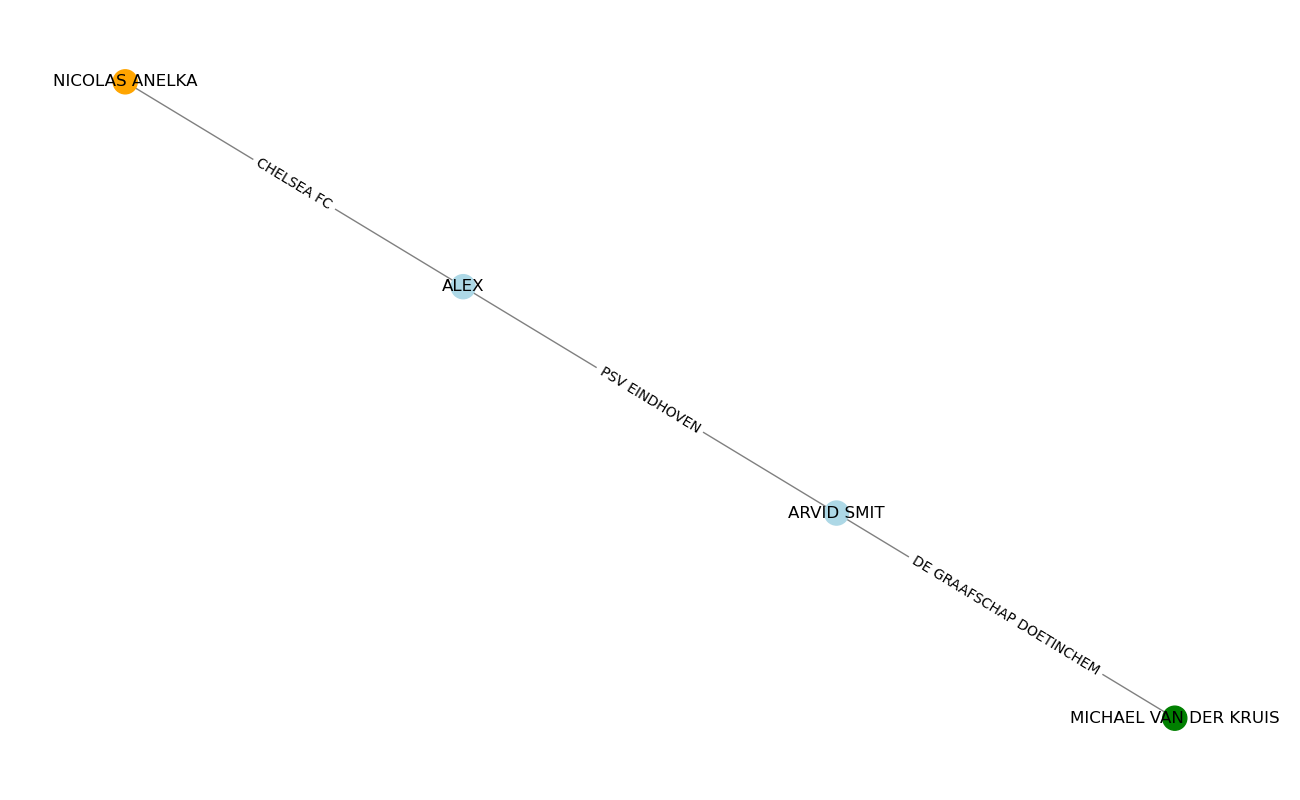 NICOLAS ANELKA
CHELSEA FC
ALEX
PSV EINDHOVEN
ARVID SMIT
DE GRAAFSCHAP DOETINCHEM
MICHAEL VAN DER KRUIS